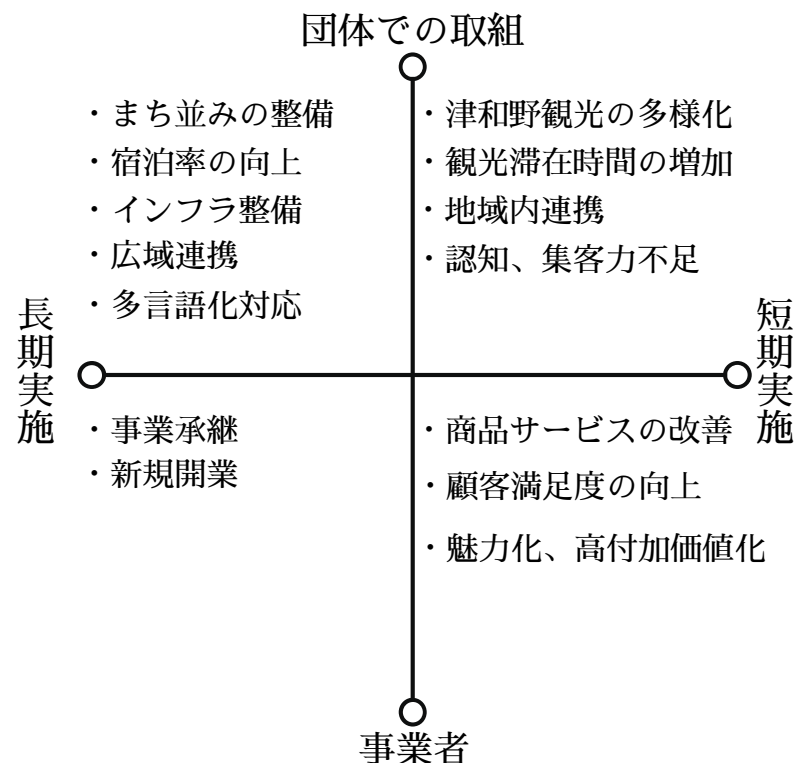 団体での取組
・まち並みの整備
・宿泊率の向上
・インフラ整備
・広域連携
・多言語化対応
・津和野観光の多様化
・観光滞在時間の増加
・地域内連携
・認知、集客力不足
長期実施
短期実施
・事業承継
・新規開業
・商品サービスの改善
・顧客満足度の向上
・魅力化、高付加価値化
事業者